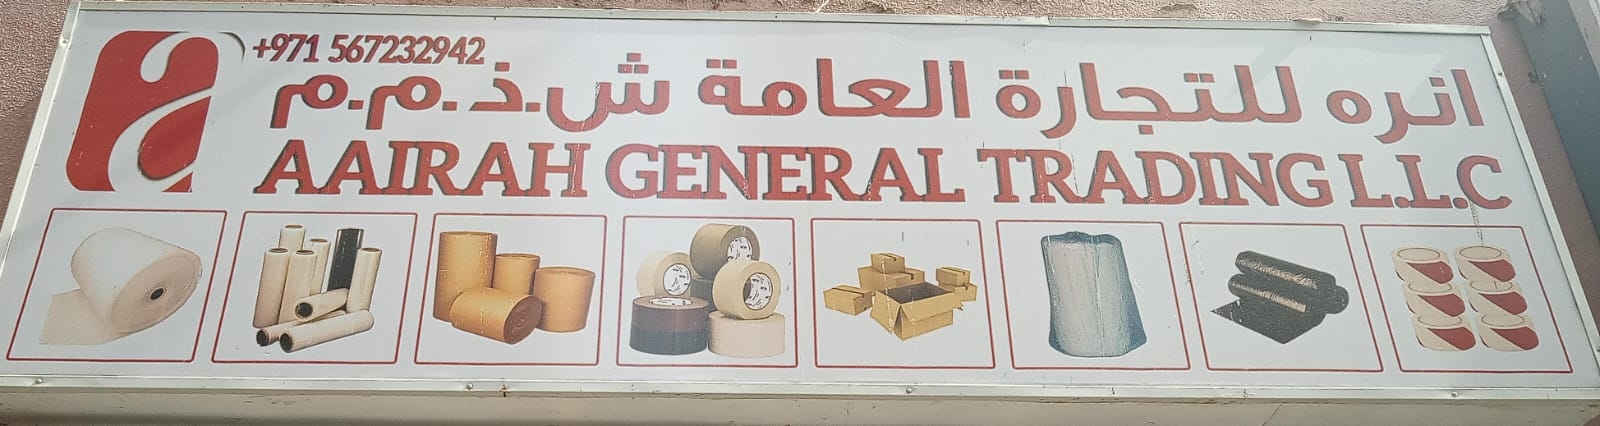 +971 567232942
انره للتجارة العامة ش.ذ.م.م
AAIRAH GENERAL TRADING L.L.C